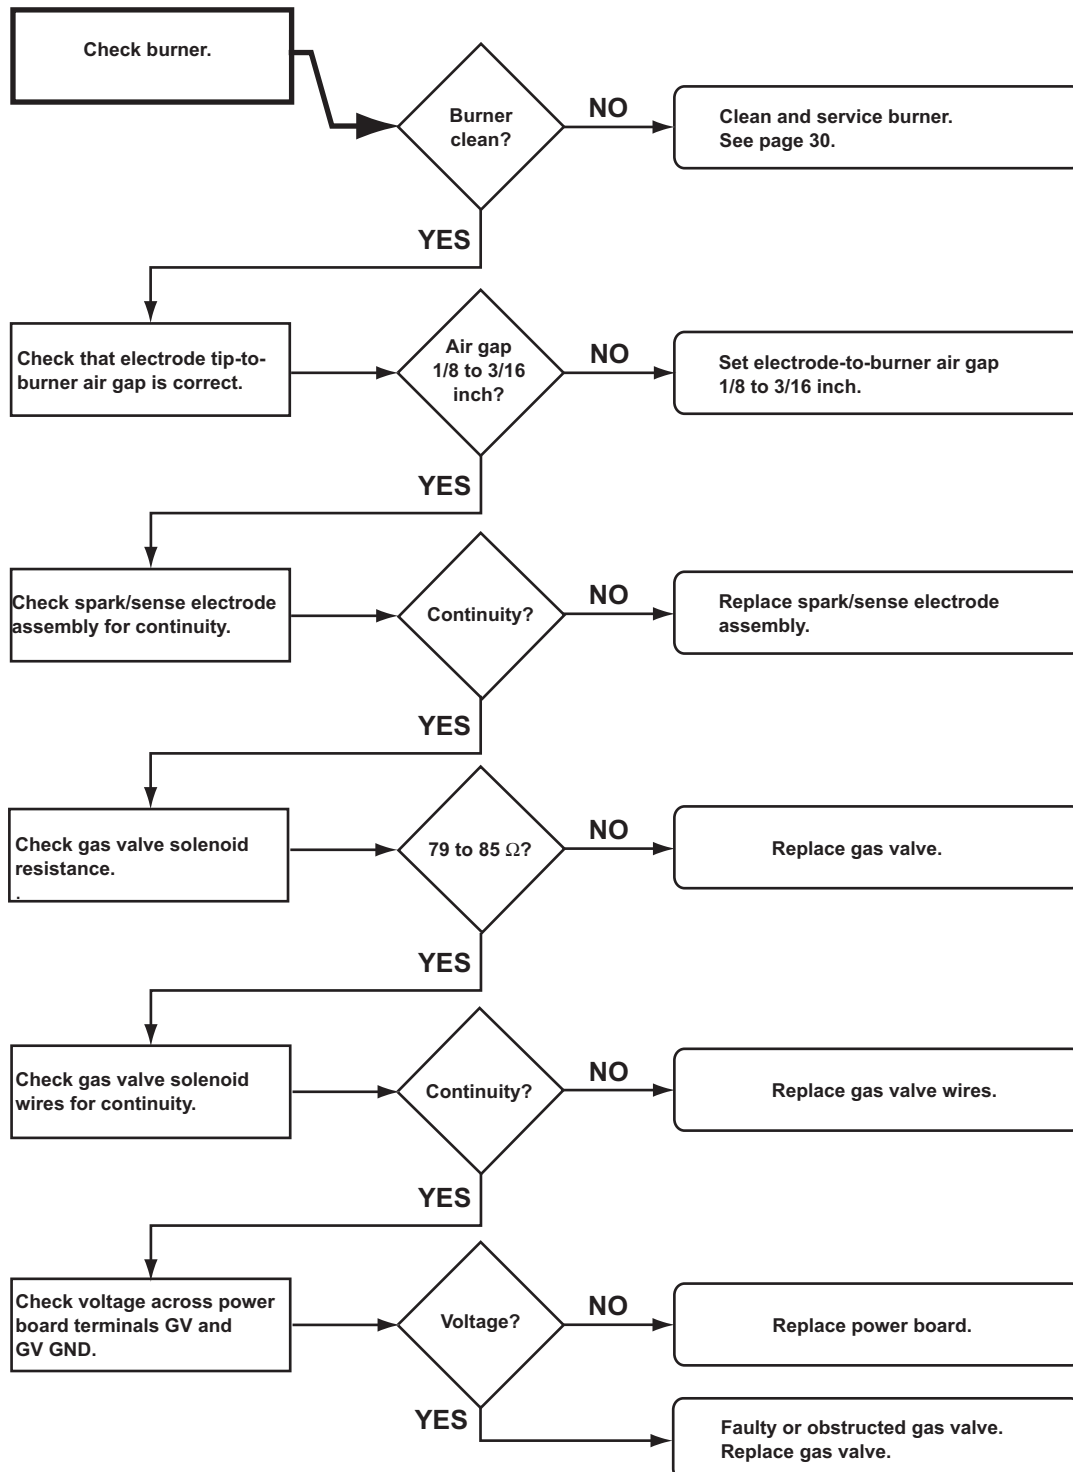 Check burner.
Burner
clean?
NO
Clean and service burner.
See page 30.
YES
Check that electrode tip-to-
burner air gap is correct.
Air gap
1/8 to 3/16
inch?
NO
Set electrode-to-burner air gap
1/8 to 3/16 inch.
YES
Check spark/sense electrode
assembly for continuity.
Continuity?
NO
Replace spark/sense electrode
assembly.
YES
Check gas valve solenoid
resistance.
.
79 to 85 Ω?
NO
Replace gas valve.
YES
Check gas valve solenoid
wires for continuity.
Continuity?
NO
Replace gas valve wires.
YES
Check voltage across power
board terminals GV and
GV GND.
Voltage?
NO
Replace power board.
YES
Faulty or obstructed gas valve.
Replace gas valve.